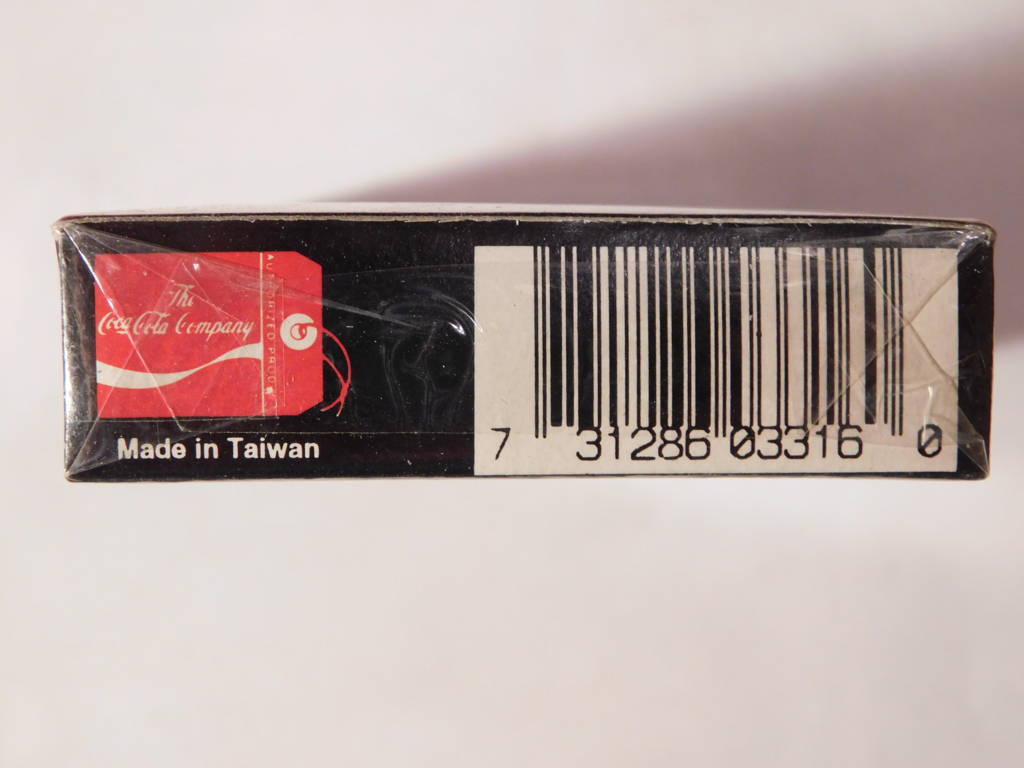 7 31286 03316 0
AUTHORIZED PRODUCT
The
Coca-Cola Company
Made in Taiwan